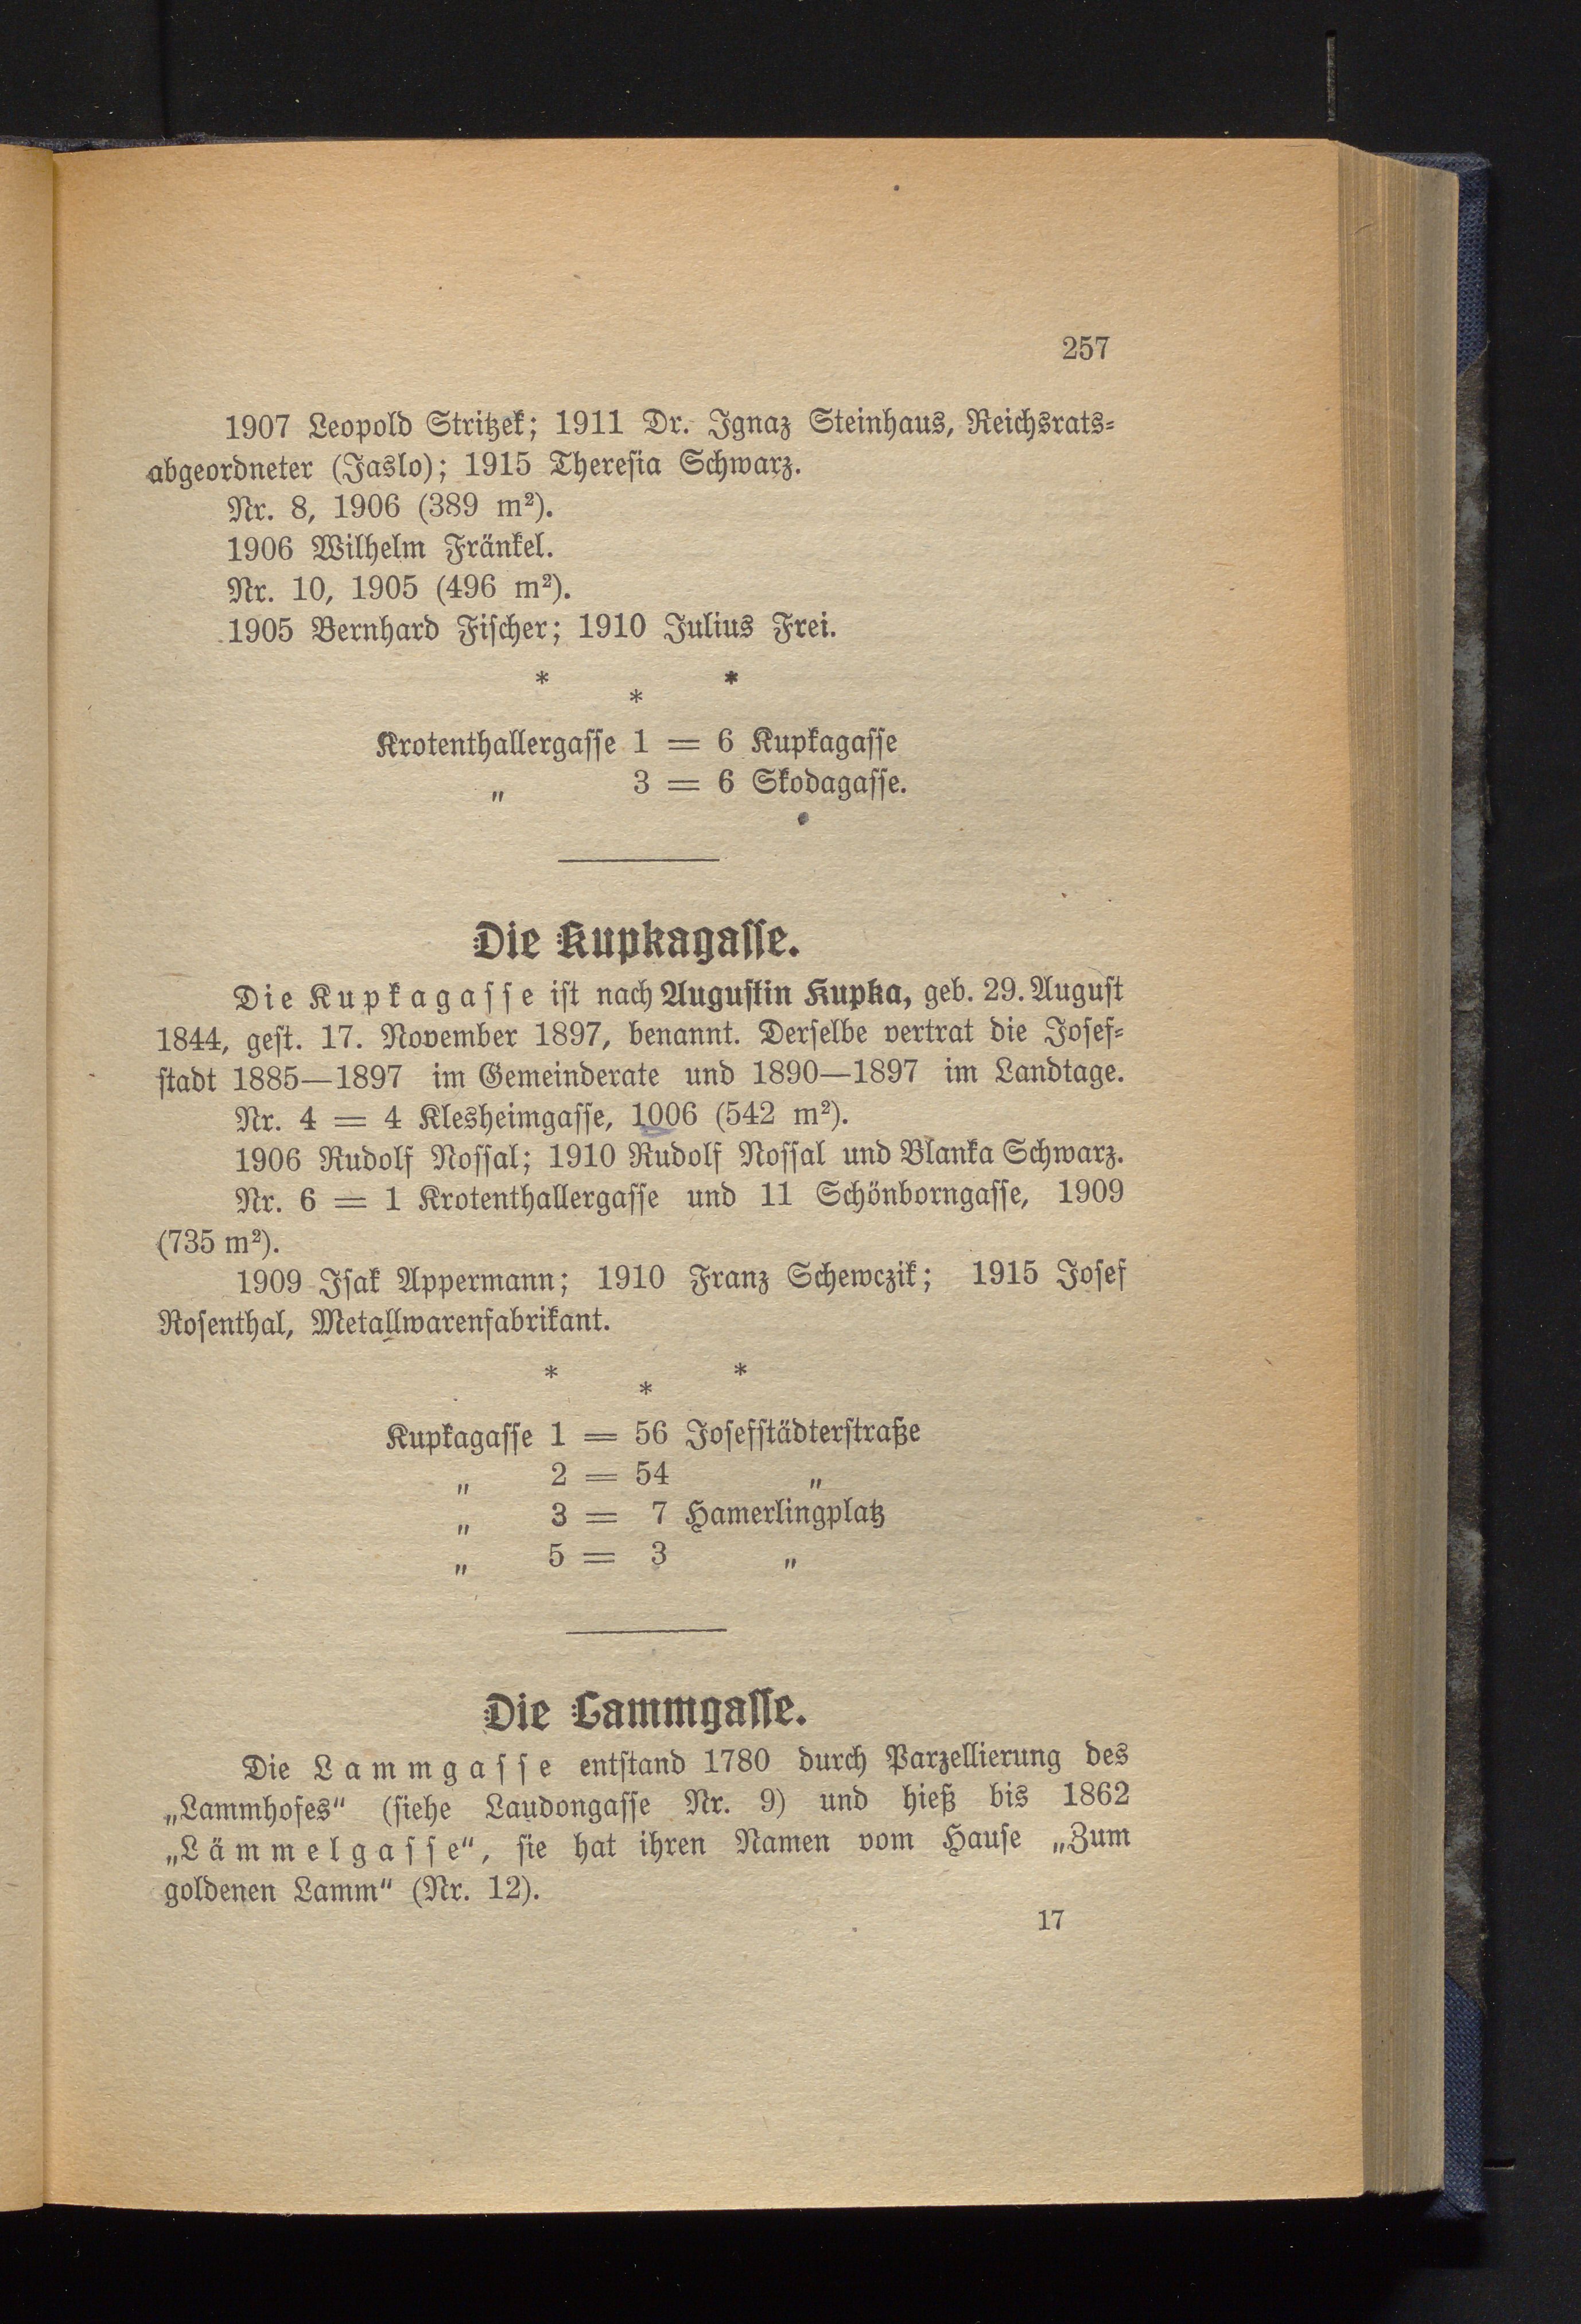 257
1907 Leopold Stritzek; 1911 Dr. Ignaz Steinhaus, Reichsrats-
abgeordneter (Jaslo); 1915 Theresia Schwarz.
Nr. 8, 1906 (389 m²).
1906 Wilhelm Fränkel.
Nr. 10, 1905 (496 m²).
1905 Bernhard Fischer; 1910 Julius Frei.
* * *
Krotenthallergasse 1 = 6 Kupkagasse
„ 3 = 6 Skodagasse.
Die Kupkagasse.
Die Kupkagasse ist nach Augustin Kupka, geb. 29. August
1844, gest. 17. November 1897, benannt. Derselbe vertrat die Josef-
stadt 1885—1897 im Gemeinderate und 1890—1897 im Landtage.
Nr. 4 = 4 Klesheimgasse, 1006 (542 m²).
1906 Rudolf Nossal; 1910 Rudolf Nossal und Blanka Schwarz.
Nr. 6 = 1 Krotenthallergasse und 11 Schönborngasse, 1909
(735 m²).
1909 Isak Appermann; 1910 Franz Schewczik; 1915 Josef
Rosenthal, Metallwarenfabrikant.
* * *
Kupkagasse 1 = 56 Josefstädterstraße
„ 2 = 54 „
„ 3 = 7 Hamerlingplatz
„ 5 = 3 „
Die Lammgasse.
Die Lammgasse entstand 1780 durch Parzellierung des
„Lammhofes“ (siehe Laudongasse Nr. 9) und hieß bis 1862
„Lämmelgasse“, sie hat ihren Namen vom Hause „Zum
goldenen Lamm“ (Nr. 12).
17